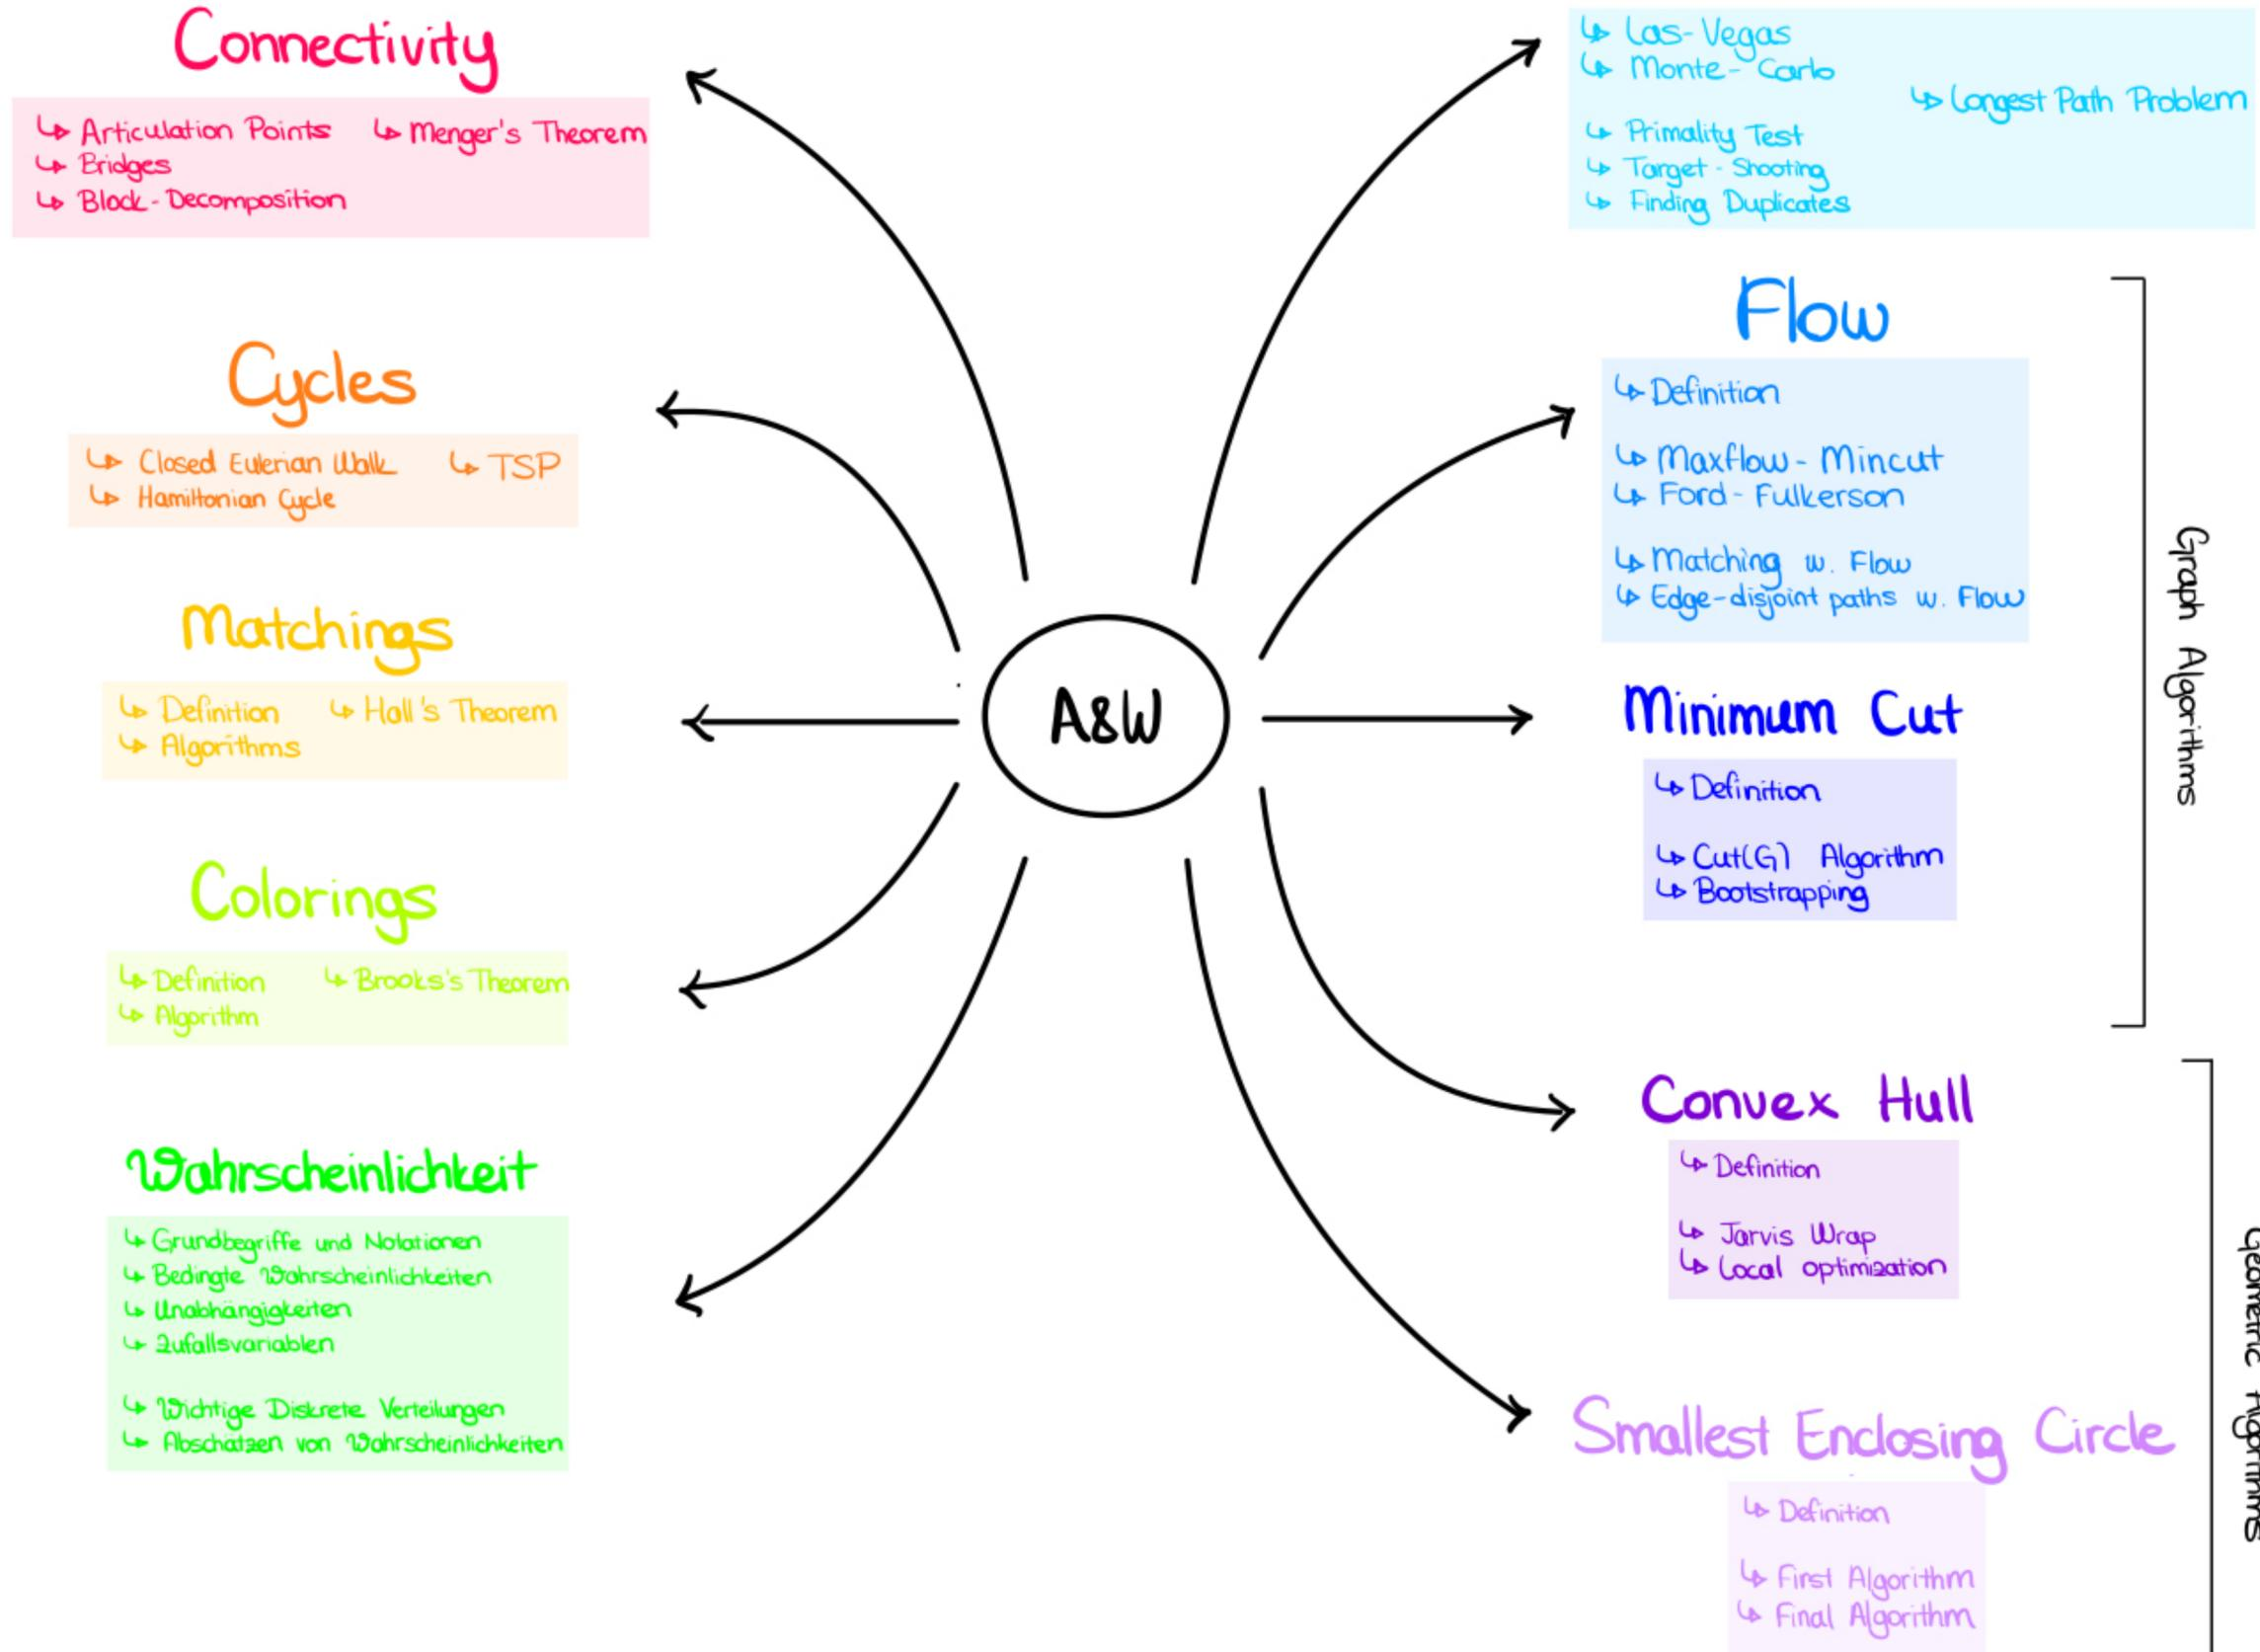 Connectivity
Articulation Points
Menger's Theorem
Bridges
Block-Decomposition
Cycles
Closed Eulerian Walk
TSP
Hamiltonian Cycle
Matchings
Definition
Hall's Theorem
Algorithms
Colorings
Definition
Brooks's Theorem
Algorithm
Wahrscheinlichkeit
Grundbegriffe und Notationen
Bedingte Wahrscheinlichkeiten
Unabhängigkeiten
Zufallsvariablen
Wichtige Diskrete Verteilungen
Abschätzen von Wahrscheinlichkeiten
A&W
Las-Vegas
Monte-Carlo
Longest Path Problem
Primality Test
Target-Shooting
Finding Duplicates
Flow
Definition
Maxflow-Mincut
Ford-Fulkerson
Matching w. Flow
Edge-disjoint paths w. Flow
Minimum Cut
Definition
Cut(G) Algorithm
Bootstrapping
Graph Algorithms
Convex Hull
Definition
Jarvis Wrap
Local optimization
Smallest Enclosing Circle
Definition
First Algorithm
Final Algorithm
Geometric Algorithms